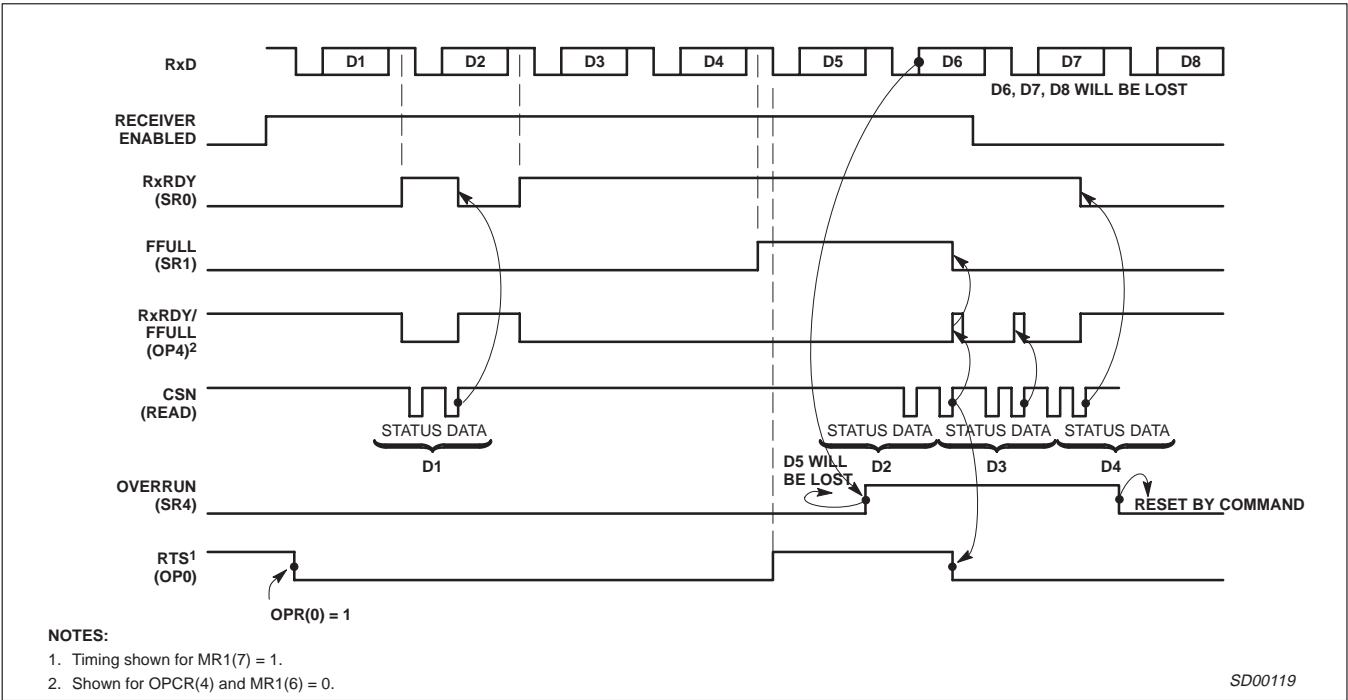 RxD
D1
D2
D3
D4
D5
D6
D7
D8
D6, D7, D8 WILL BE LOST
RECEIVER
ENABLED
RxRDY
(SR0)
FFULL
(SR1)
RxRDY/
FFULL
(OP4)2
CSN
(READ)
STATUS DATA
STATUS DATA
STATUS DATA
STATUS DATA
D1
D2
D3
D4
D5 WILL
BE LOST
OVERRUN
(SR4)
RESET BY COMMAND
RTS1
(OP0)
OPR(0) = 1
NOTES:
1. Timing shown for MR1(7) = 1.
2. Shown for OPCR(4) and MR1(6) = 0.
SD00119